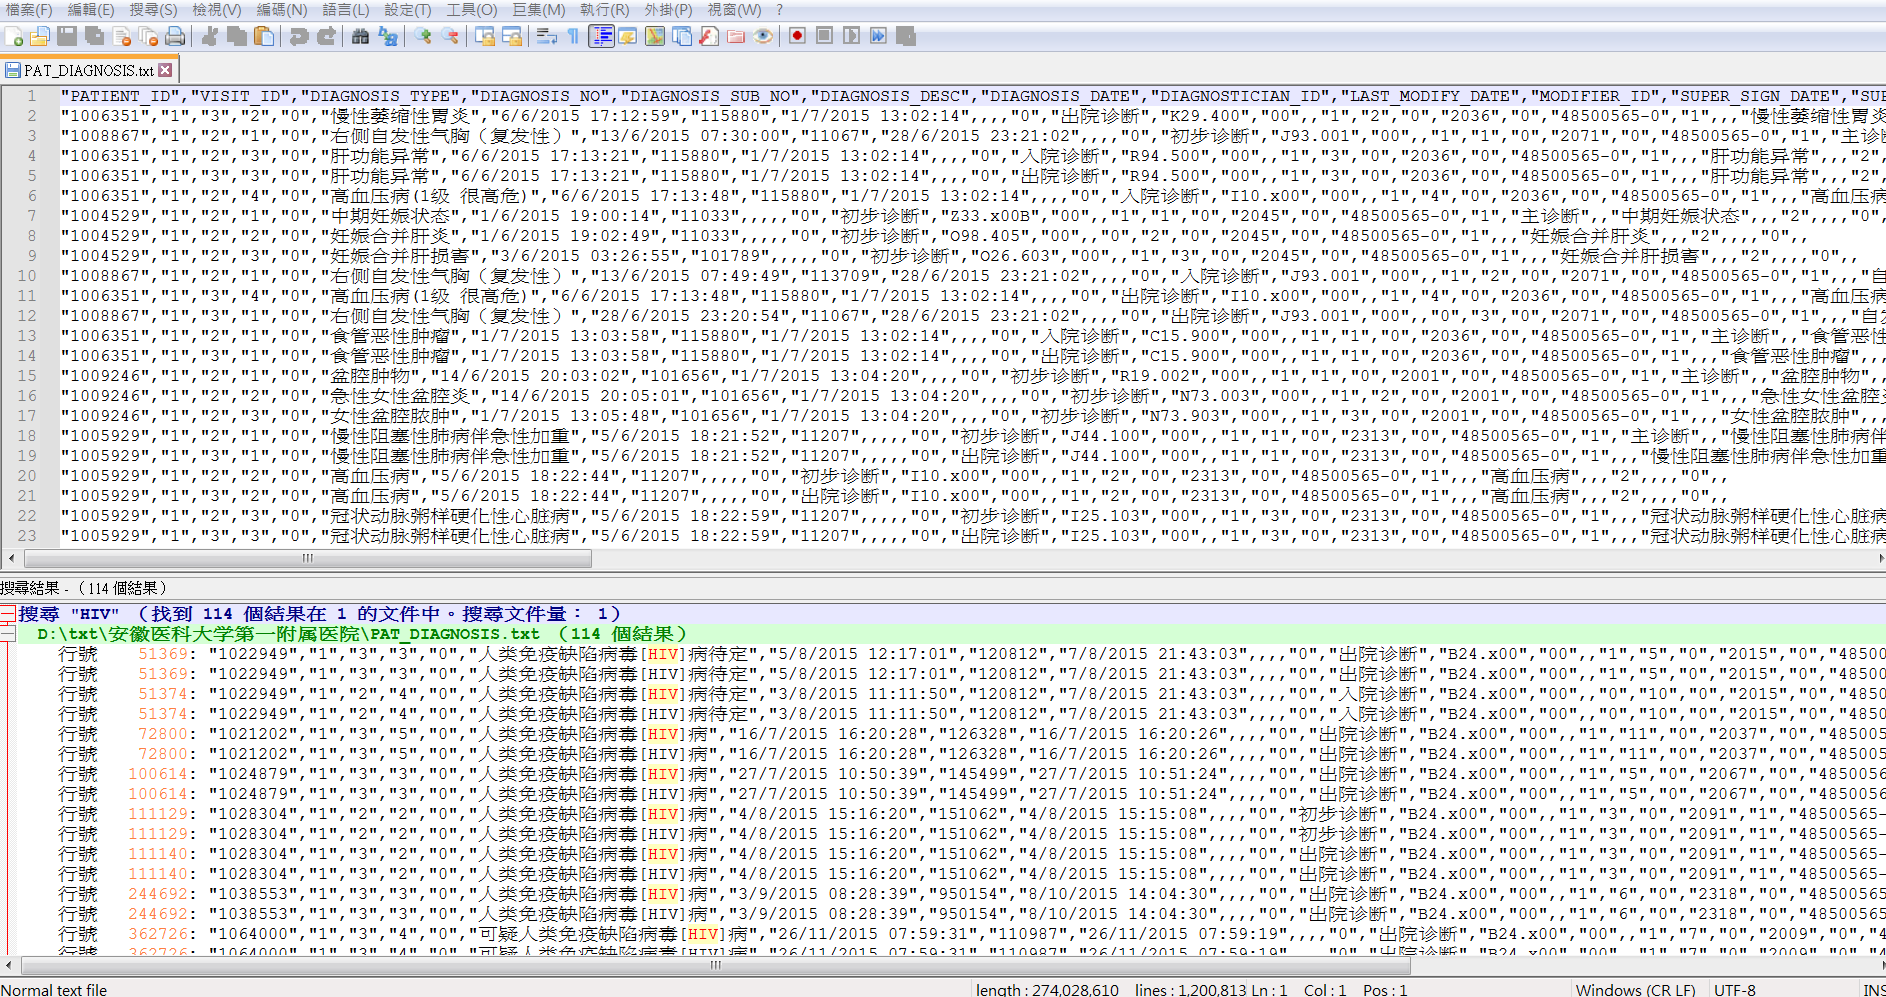 檔案(F) 編輯(E) 搜尋(S) 檢視(V) 編碼(N) 語言(L) 設定(T) 工具(O) 巨集(M) 執行(R) 外掛(P) 視窗(W) ?
PAT_DIAGNOSIS.txt
1 "PATIENT_ID","VISIT_ID","DIAGNOSIS_TYPE","DIAGNOSIS_NO","DIAGNOSIS_SUB_NO","DIAGNOSIS_DESC","DIAGNOSIS_DATE","DIAGNOSTICIAN_ID","LAST_MODIFY_DATE","MODIFIER_ID","SUPER_SIGN_DATE","SUP
2 "1006351","1","3","2","0","慢性萎缩性胃炎","6/6/2015 17:12:59","115880","1/7/2015 13:02:14",,,,"0","出院诊断","K29.400","00",,"1","2","0","2036","0","48500565-0","1",,,"慢性萎缩性胃炎
3 "1008867","1","2","1","0","右侧自发性气胸（复发性）","13/6/2015 07:30:00","11067","28/6/2015 23:21:02",,,,"0","初步诊断","J93.001","00",,"1","1","0","2071","0","48500565-0","1","主诊断
4 "1006351","1","2","3","0","肝功能异常","6/6/2015 17:13:21","115880","1/7/2015 13:02:14",,,,"0","入院诊断","R94.500","00",,"1","3","0","2036","0","48500565-0","1",,,"肝功能异常",,,"2",
5 "1006351","1","3","3","0","肝功能异常","6/6/2015 17:13:21","115880","1/7/2015 13:02:14",,,,"0","出院诊断","R94.500","00",,"1","3","0","2036","0","48500565-0","1",,,"肝功能异常",,,"2",
6 "1006351","1","2","4","0","高血压病(1级 很高危)","6/6/2015 17:13:48","115880","1/7/2015 13:02:14",,,,"0","入院诊断","I10.x00","00",,"1","4","0","2036","0","48500565-0","1",,,"高血压病
7 "1004529","1","2","1","0","中期妊娠状态","1/6/2015 19:00:14","11033",,,,,"0","初步诊断","Z33.x00B","00",,"1","1","0","2045","0","48500565-0","1","主诊断",,"中期妊娠状态",,,"2",,,,"0",
8 "1004529","1","2","2","0","妊娠合并肝炎","1/6/2015 19:02:49","11033",,,,,"0","初步诊断","O98.405","00",,"0","2","0","2045","0","48500565-0","1",,,"妊娠合并肝炎",,,"2",,,,"0",,
9 "1004529","1","2","3","0","妊娠合并肝损害","3/6/2015 03:26:55","101789",,,,,"0","初步诊断","O26.603","00",,"1","3","0","2045","0","48500565-0","1",,,"妊娠合并肝损害",,,"2",,,,"0",,
10 "1008867","1","2","1","0","右侧自发性气胸（复发性）","13/6/2015 07:49:49","113709","28/6/2015 23:21:02",,,,"0","入院诊断","J93.001","00",,"1","2","0","2071","0","48500565-0","1",,,"自
11 "1006351","1","3","4","0","高血压病(1级 很高危)","6/6/2015 17:13:48","115880","1/7/2015 13:02:14",,,,"0","出院诊断","I10.x00","00",,"1","4","0","2036","0","48500565-0","1",,,"高血压病
12 "1008867","1","3","1","0","右侧自发性气胸（复发性）","28/6/2015 23:20:54","11067","28/6/2015 23:21:02",,,,"0","出院诊断","J93.001","00",,"0","3","0","2071","0","48500565-0","1",,,"自发
13 "1006351","1","2","1","0","食管恶性肿瘤","1/7/2015 13:03:58","115880","1/7/2015 13:02:14",,,,"0","入院诊断","C15.900","00",,"1","1","0","2036","0","48500565-0","1","主诊断",,"食管恶性
14 "1006351","1","3","1","0","食管恶性肿瘤","1/7/2015 13:03:58","115880","1/7/2015 13:02:14",,,,"0","出院诊断","C15.900","00",,"1","1","0","2036","0","48500565-0","1",,,"食管恶性肿瘤",,,
15 "1009246","1","2","1","0","盆腔肿物","14/6/2015 20:03:02","101656","1/7/2015 13:04:20",,,,"0","初步诊断","R19.002","00",,"1","1","0","2001","0","48500565-0","1","主诊断",,"盆腔肿物",,
16 "1009246","1","2","2","0","急性女性盆腔炎","14/6/2015 20:05:01","101656","1/7/2015 13:04:20",,,,"0","初步诊断","N73.003","00",,"1","2","0","2001","0","48500565-0","1",,,"急性女性盆腔炎
17 "1009246","1","2","3","0","女性盆腔脓肿","1/7/2015 13:05:48","101656","1/7/2015 13:04:20",,,,"0","初步诊断","N73.903","00",,"1","3","0","2001","0","48500565-0","1",,,"女性盆腔脓肿",,,
18 "1005929","1","2","1","0","慢性阻塞性肺病伴急性加重","5/6/2015 18:21:52","11207",,,,,"0","初步诊断","J44.100","00",,"1","1","0","2313","0","48500565-0","1","主诊断",,"慢性阻塞性肺病伴
19 "1005929","1","3","1","0","慢性阻塞性肺病伴急性加重","5/6/2015 18:21:52","11207",,,,,"0","出院诊断","J44.100","00",,"1","1","0","2313","0","48500565-0","1",,,"慢性阻塞性肺病伴急性加重
20 "1005929","1","2","2","0","高血压病","5/6/2015 18:22:44","11207",,,,,"0","初步诊断","I10.x00","00",,"1","2","0","2313","0","48500565-0","1",,,"高血压病",,,"2",,,,"0",,
21 "1005929","1","3","2","0","高血压病","5/6/2015 18:22:44","11207",,,,,"0","出院诊断","I10.x00","00",,"1","2","0","2313","0","48500565-0","1",,,"高血压病",,,"2",,,,"0",,
22 "1005929","1","2","3","0","冠状动脉粥样硬化性心脏病","5/6/2015 18:22:59","11207",,,,,"0","初步诊断","I25.103","00",,"1","3","0","2313","0","48500565-0","1",,,"冠状动脉粥样硬化性心脏病
23 "1005929","1","3","3","0","冠状动脉粥样硬化性心脏病","5/6/2015 18:22:59","11207",,,,,"0","出院诊断","I25.103","00",,"1","3","0","2313","0","48500565-0","1",,,"冠状动脉粥样硬化性心脏病
搜尋結果 - （114 個結果）
搜尋 "HIV" （找到 114 個結果在 1 的文件中。搜尋文件量： 1）
D:\txt\安徽医科大学第一附属医院\PAT_DIAGNOSIS.txt （114 個結果）
行號 51369: "1022949","1","3","3","0","人类免疫缺陷病毒[HIV]病待定","5/8/2015 12:17:01","120812","7/8/2015 21:43:03",,,,"0","出院诊断","B24.x00","00",,"1","5","0","2015","0","48500
行號 51369: "1022949","1","3","3","0","人类免疫缺陷病毒[HIV]病待定","5/8/2015 12:17:01","120812","7/8/2015 21:43:03",,,,"0","出院诊断","B24.x00","00",,"1","5","0","2015","0","48500
行號 51374: "1022949","1","2","4","0","人类免疫缺陷病毒[HIV]病待定","3/8/2015 11:11:50","120812","7/8/2015 21:43:03",,,,"0","入院诊断","B24.x00","00",,"0","10","0","2015","0","4850
行號 51374: "1022949","1","2","4","0","人类免疫缺陷病毒[HIV]病待定","3/8/2015 11:11:50","120812","7/8/2015 21:43:03",,,,"0","入院诊断","B24.x00","00",,"0","10","0","2015","0","4850
行號 72800: "1021202","1","3","5","0","人类免疫缺陷病毒[HIV]病","16/7/2015 16:20:28","126328","16/7/2015 16:20:26",,,,"0","出院诊断","B24.x00","00",,"1","11","0","2037","0","48500
行號 72800: "1021202","1","3","5","0","人类免疫缺陷病毒[HIV]病","16/7/2015 16:20:28","126328","16/7/2015 16:20:26",,,,"0","出院诊断","B24.x00","00",,"1","11","0","2037","0","48500
行號 100614: "1024879","1","3","3","0","人类免疫缺陷病毒[HIV]病","27/7/2015 10:50:39","145499","27/7/2015 10:51:24",,,,"0","出院诊断","B24.x00","00",,"1","5","0","2067","0","4850056
行號 100614: "1024879","1","3","3","0","人类免疫缺陷病毒[HIV]病","27/7/2015 10:50:39","145499","27/7/2015 10:51:24",,,,"0","出院诊断","B24.x00","00",,"1","5","0","2067","0","4850056
行號 111129: "1028304","1","2","2","0","人类免疫缺陷病毒[HIV]病","4/8/2015 15:16:20","151062","4/8/2015 15:15:08",,,,"0","初步诊断","B24.x00","00",,"1","3","0","2091","1","48500565-
行號 111129: "1028304","1","2","2","0","人类免疫缺陷病毒[HIV]病","4/8/2015 15:16:20","151062","4/8/2015 15:15:08",,,,"0","初步诊断","B24.x00","00",,"1","3","0","2091","1","48500565-
行號 111140: "1028304","1","3","2","0","人类免疫缺陷病毒[HIV]病","4/8/2015 15:16:20","151062","4/8/2015 15:15:08",,,,"0","出院诊断","B24.x00","00",,"1","3","0","2091","1","48500565-
行號 111140: "1028304","1","3","2","0","人类免疫缺陷病毒[HIV]病","4/8/2015 15:16:20","151062","4/8/2015 15:15:08",,,,"0","出院诊断","B24.x00","00",,"1","3","0","2091","1","48500565-
行號 244692: "1038553","1","3","3","0","人类免疫缺陷病毒[HIV]病","3/9/2015 08:28:39","950154","8/10/2015 14:04:30",,,,"0","出院诊断","B24.x00","00",,"1","6","0","2318","0","48500565
行號 244692: "1038553","1","3","3","0","人类免疫缺陷病毒[HIV]病","3/9/2015 08:28:39","950154","8/10/2015 14:04:30",,,,"0","出院诊断","B24.x00","00",,"1","6","0","2318","0","48500565
行號 362726: "1064000","1","3","4","0","可疑人类免疫缺陷病毒[HIV]病","26/11/2015 07:59:31","110987","26/11/2015 07:59:19",,,,"0","出院诊断","B24.x00","00",,"1","7","0","2009","0","4
行號 362726: "1064000","1","3","4","0","可疑人类免疫缺陷病毒[HIV]病","26/11/2015 07:59:31","110987","26/11/2015 07:59:19",,,,"0","出院诊断","B24.x00","00",,"1","7","0","2009","0","4
Normal text file length : 274,028,610 lines : 1,200,813 Ln : 1 Col : 1 Pos : 1 Windows (CR LF) UTF-8 INS